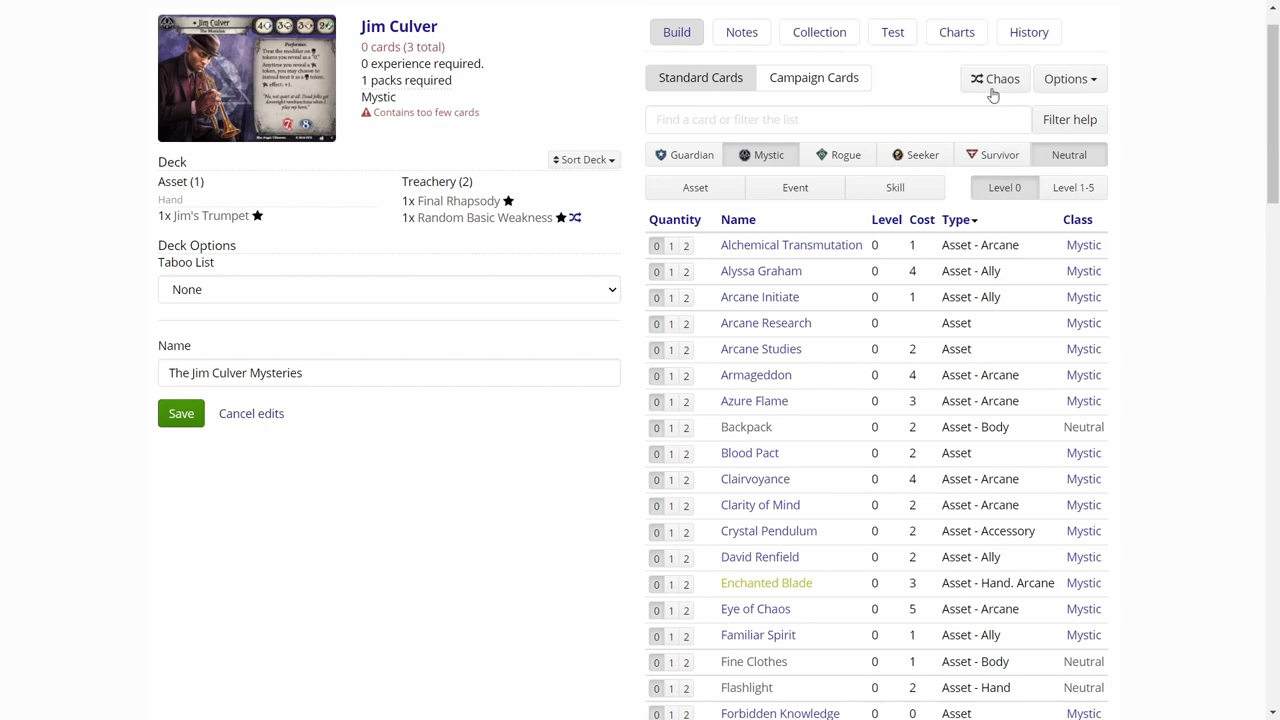 Jim Culver
The Musician
4
3
3
2
7
8
Jim Culver
0 cards (3 total)
0 experience required.
1 packs required
Mystic
Contains too few cards
Deck
Sort Deck
Asset (1)
Hand
1x Jim's Trumpet
Treachery (2)
1x Final Rhapsody
1x Random Basic Weakness
Deck Options
Taboo List
None
Name
The Jim Culver Mysteries
Save Cancel edits
Build Notes Collection Test Charts History
Standard Campaign Cards Options
Find a card or filter the list Filter help
Guardian Mystic Rogue Seeker Survivor Neutral
Asset Event Skill Level 0 Level 1-5
Quantity Name Level Cost Type Class
0 1 2 Alchemical Transmutation 0 1 Asset - Arcane Mystic
0 1 2 Alyssa Graham 0 4 Asset - Ally Mystic
0 1 2 Arcane Initiate 0 1 Asset - Ally Mystic
0 1 2 Arcane Research 0 Asset Mystic
0 1 2 Arcane Studies 0 2 Asset Mystic
0 1 2 Armageddon 0 4 Asset - Arcane Mystic
0 1 2 Azure Flame 0 3 Asset - Arcane Mystic
0 1 2 Backpack 0 2 Asset - Body Neutral
0 1 2 Blood Pact 0 2 Asset Mystic
0 1 2 Clairvoyance 0 4 Asset - Arcane Mystic
0 1 2 Clarity of Mind 0 2 Asset - Arcane Mystic
0 1 2 Crystal Pendulum 0 2 Asset - Accessory Mystic
0 1 2 David Renfield 0 2 Asset - Ally Mystic
0 1 2 Enchanted Blade 0 3 Asset - Hand. Arcane Mystic
0 1 2 Eye of Chaos 0 5 Asset - Arcane Mystic
0 1 2 Familiar Spirit 0 1 Asset - Ally Mystic
0 1 2 Fine Clothes 0 1 Asset - Body Neutral
0 1 2 Flashlight 0 2 Asset - Hand Neutral
0 1 2 Forbidden Knowledge 0 0 Asset Mystic